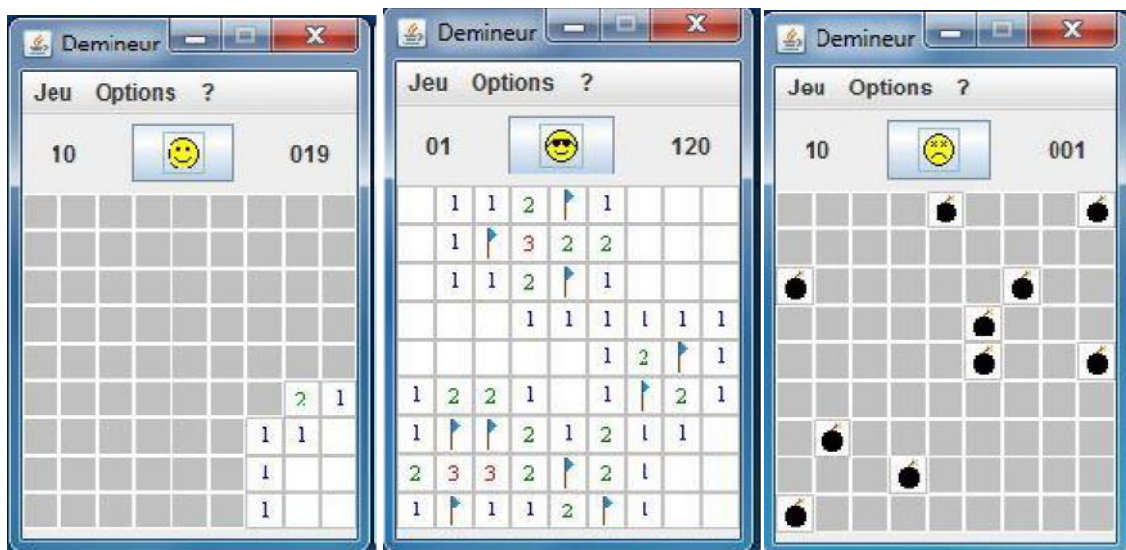 Demineur
Jeu Options ?
10 019
2 1
1 1
1
1
Demineur
Jeu Options ?
01 120
1 1 2 1
1 3 2 2
1 1 2 1
1 1 1 1 1 1
1 2 1
1 2 2 1 1 2 1
1 2 1 2 1 1
2 3 3 2 2 1
1 1 1 2 1
Demineur
Jeu Options ?
10 001